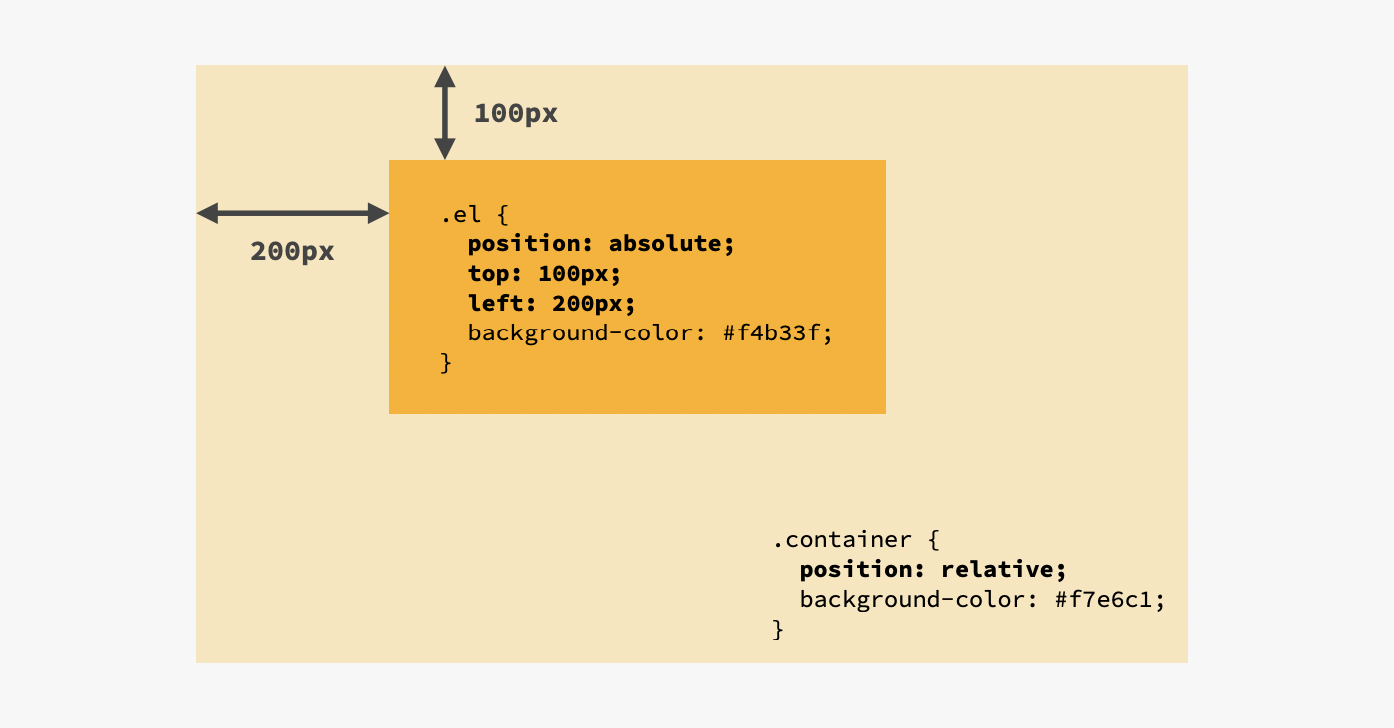 100px
200px
.el {
  position: absolute;
  top: 100px;
  left: 200px;
  background-color: #f4b33f;
}
.container {
  position: relative;
  background-color: #f7e6c1;
}